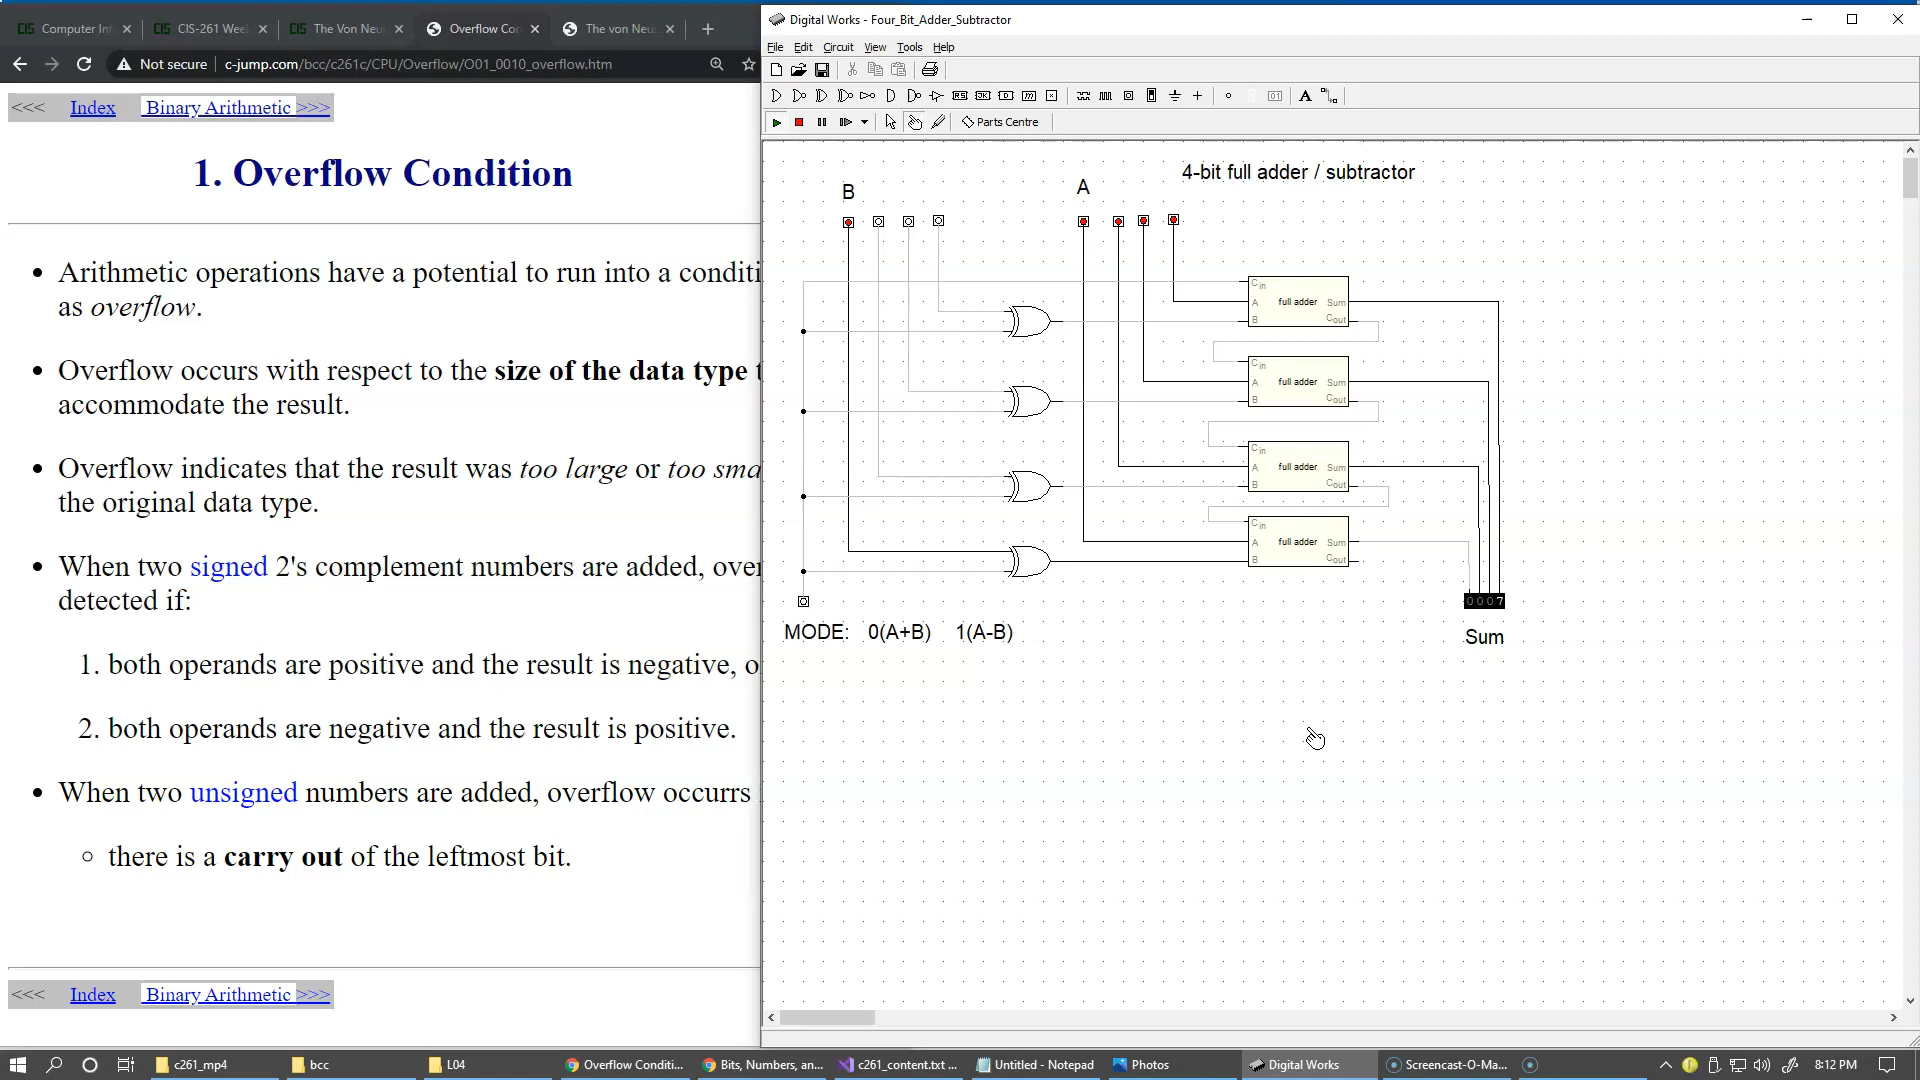 Computer In
CIS-261 Wee
The Von Neu
Overflow Con
The von Neu
Digital Works - Four_Bit_Adder_Subtractor
Not secure
c-jump.com/bcc/c261c/CPU/Overflow/O01_0010_overflow.htm
File Edit Circuit View Tools Help
Parts Centre
<<< Index Binary Arithmetic >>>
1. Overflow Condition
• Arithmetic operations have a potential to run into a conditi
as overflow.
• Overflow occurs with respect to the size of the data type t
accommodate the result.
• Overflow indicates that the result was too large or too sma
the original data type.
• When two signed 2's complement numbers are added, over
detected if:
1. both operands are positive and the result is negative, o
2. both operands are negative and the result is positive.
• When two unsigned numbers are added, overflow occurrs
there is a carry out of the leftmost bit.
<<< Index Binary Arithmetic >>>
4-bit full adder / subtractor
B
A
C in
A full adder Sum
B Cout
C in
A full adder Sum
B Cout
C in
A full adder Sum
B Cout
C in
A full adder Sum
B Cout
0007
MODE: 0(A+B) 1(A-B)
Sum
c261_mp4
bcc
L04
Overflow Conditi...
Bits, Numbers, an...
c261_content.txt ...
Untitled - Notepad
Photos
Digital Works
Screencast-O-Ma...
8:12 PM